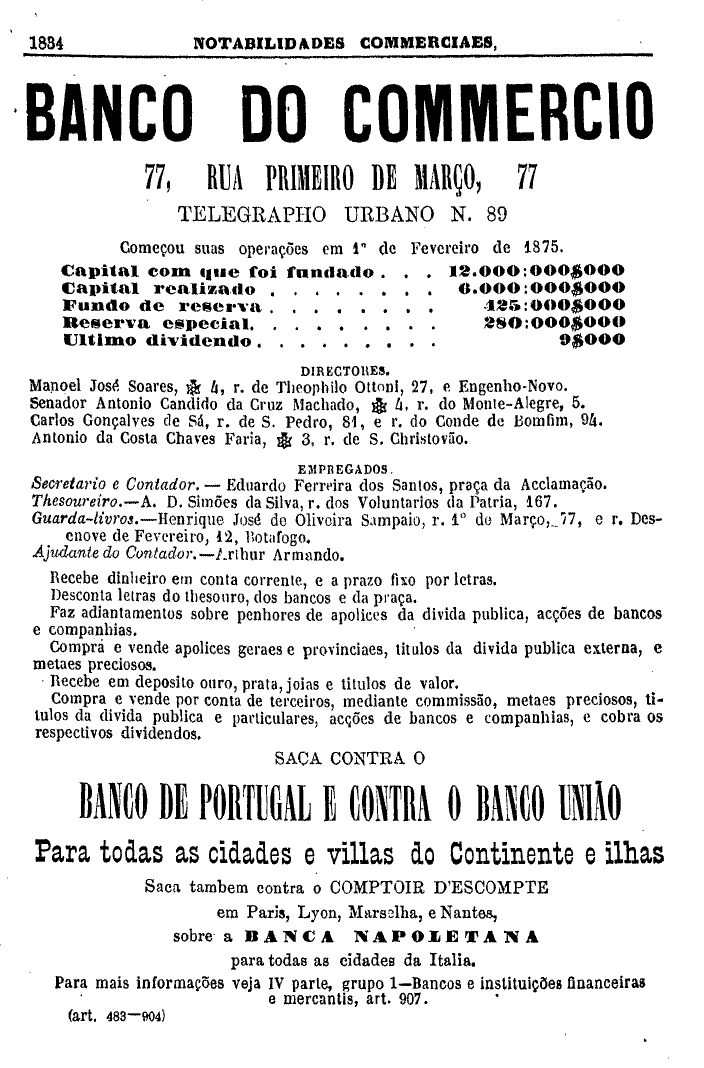 1834 NOTABILIDADES COMMERCIAES,
BANCO DO COMMERCIO
77, RUA PRIMEIRO DE MARÇO, 77
TELEGRAPHO URBANO N. 89
Começou suas operações em 1º de Fevereiro de 1875.
Capital com que foi fundado . . . 12.000:000$000
Capital realizado . . . . . . . . 6.000:000$000
Fundo de reserva . . . . . . . . 425:000$000
Reserva especial. . . . . . . . . 280:000$000
Ultimo dividendo . . . . . . . . . 9$000
DIRECTORES.
Manoel José Soares, 4, r. de Theophilo Ottoni, 27, e Engenho-Novo.
Senador Antonio Candido da Cruz Machado, 4, r. do Monte-Alegre, 5.
Carlos Gonçalves de Sá, r. de S. Pedro, 81, e r. do Conde de Bomfim, 94.
Antonio da Costa Chaves Faria, 3, r. de S. Christovão.
EMPREGADOS.
Secretario e Contador. — Eduardo Ferreira dos Santos, praça da Acclamação.
Thesoureiro.—A. D. Simões da Silva, r. dos Voluntarios da Patria, 167.
Guarda-livros.—Henrique José de Oliveira Sampaio, r. 1º de Março, 77, e r. Des-
enove de Fevereiro, 12, Botafogo.
Ajudante do Contador.—Arthur Armando.
Recebe dinheiro em conta corrente, e a prazo fixo por letras.
Desconta letras do thesouro, dos bancos e da praça.
Faz adiantamentos sobre penhores de apolices da divida publica, acções de bancos
e companhias.
Compra e vende apolices geraes e provinciaes, titulos da divida publica externa, e
metaes preciosos.
Recebe em deposito ouro, prata, joias e titulos de valor.
Compra e vende por conta de terceiros, mediante commissão, metaes preciosos, ti-
tulos da divida publica e particulares, acções de bancos e companhias, e cobra os
respectivos dividendos.
SACA CONTRA O
BANCO DE PORTUGAL E CONTRA O BANCO UNIÃO
Para todas as cidades e villas do Continente e ilhas
Saca tambem contra o COMPTOIR D'ESCOMPTE
em Paris, Lyon, Marselha, e Nantes,
sobre a BANCA NAPOLETANA
para todas as cidades da Italia.
Para mais informações veja IV parte, grupo 1—Bancos e instituições financeiras
e mercantis, art. 907.
(art. 483—904)